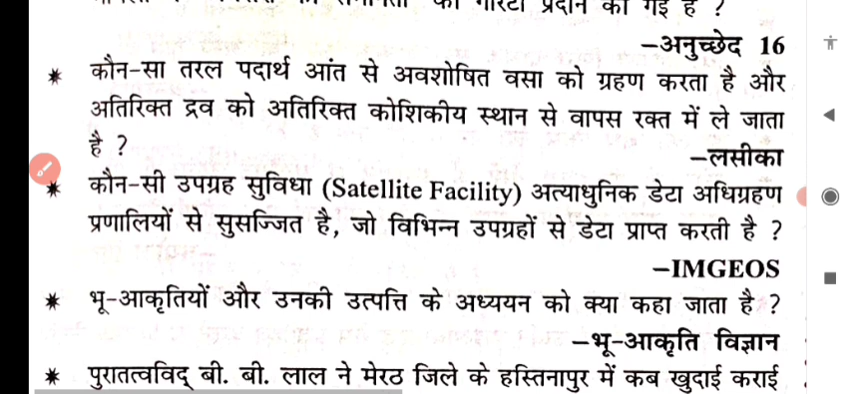 प्रदान की गई है ?
–अनुच्छेद 16
* कौन-सा तरल पदार्थ आंत से अवशोषित वसा को ग्रहण करता है और
अतिरिक्त द्रव को अतिरिक्त कोशिकीय स्थान से वापस रक्त में ले जाता
है ?
–लसीका
* कौन-सी उपग्रह सुविधा (Satellite Facility) अत्याधुनिक डेटा अधिग्रहण
प्रणालियों से सुसज्जित है, जो विभिन्न उपग्रहों से डेटा प्राप्त करती है ?
–IMGEOS
* भू-आकृतियों और उनकी उत्पत्ति के अध्ययन को क्या कहा जाता है ?
–भू-आकृति विज्ञान
* पुरातत्वविद् बी. बी. लाल ने मेरठ जिले के हस्तिनापुर में कब खुदाई कराई